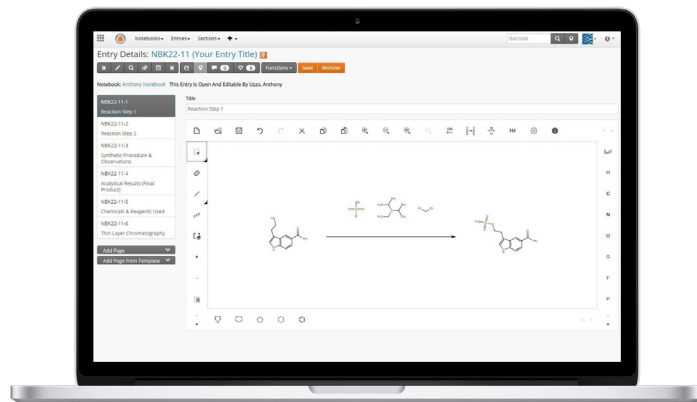 Notebooks Entries Sections
Barcode
Entry Details: NBK22-11 (Your Entry Title)
Functions Save Remove
Notebook: Anthony Notebook This Entry Is Open And Editable By Uzzo, Anthony
NBK22-11-1
Reaction Step 1
NBK22-11-2
Reaction Step 2
NBK22-11-3
Synthetic Procedure &
Observations
NBK22-11-4
Analytical Results (Final
Product)
NBK22-11-5
Chemicals & Reagents Used
NBK22-11-6
Thin Layer Chromatography
Add Page
Add Page from Template
Title
Reaction Step 1
H
C
N
O
S
F
P